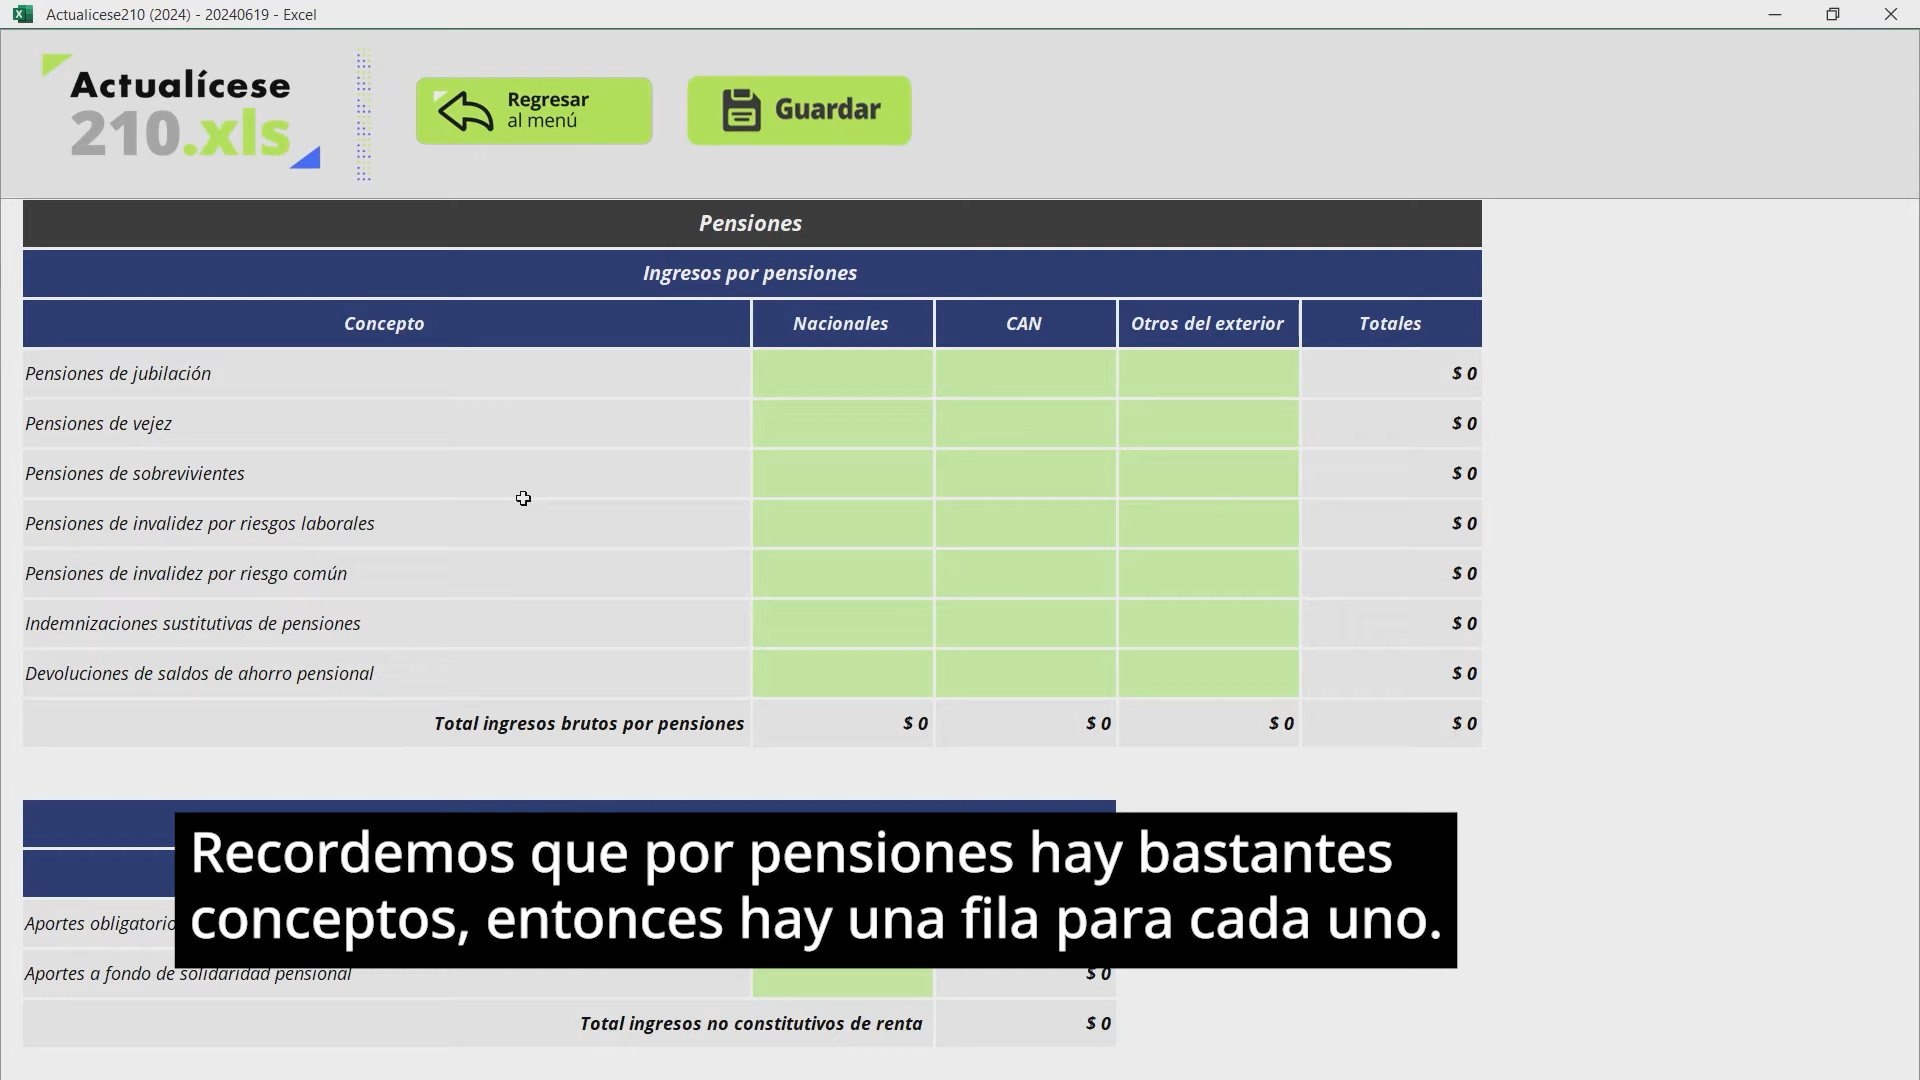 Actualicese210 (2024) - 20240619 - Excel
Actualícese
210.xls
Regresar
al menú
Guardar
Pensiones
Ingresos por pensiones
Concepto Nacionales CAN Otros del exterior Totales
Pensiones de jubilación $ 0
Pensiones de vejez $ 0
Pensiones de sobrevivientes $ 0
Pensiones de invalidez por riesgos laborales $ 0
Pensiones de invalidez por riesgo común $ 0
Indemnizaciones sustitutivas de pensiones $ 0
Devoluciones de saldos de ahorro pensional $ 0
Total ingresos brutos por pensiones $ 0 $ 0 $ 0 $ 0
Recordemos que por pensiones hay bastantes
conceptos, entonces hay una fila para cada uno.
Aportes obligatorio
Aportes a fondo de solidaridad pensional $ 0
Total ingresos no constitutivos de renta $ 0